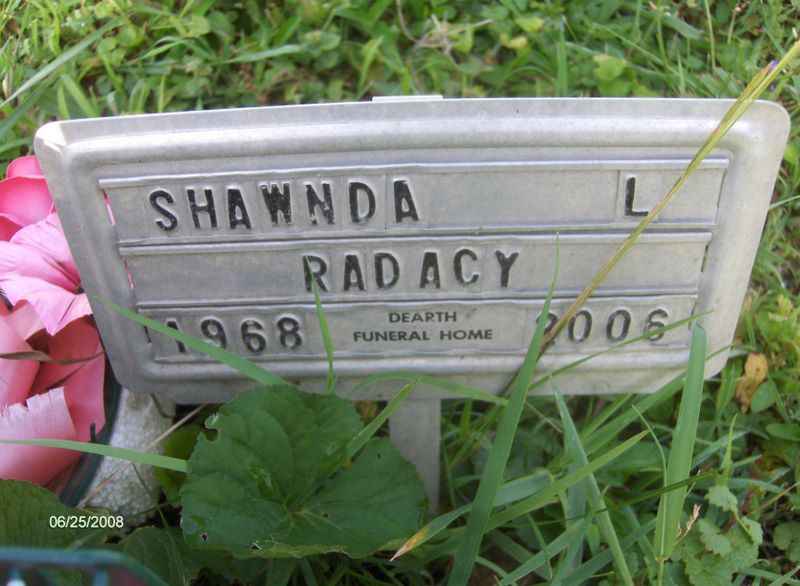 SHAWNDA L
RADACY
1968 DEARTH FUNERAL HOME 2006
06/25/2008